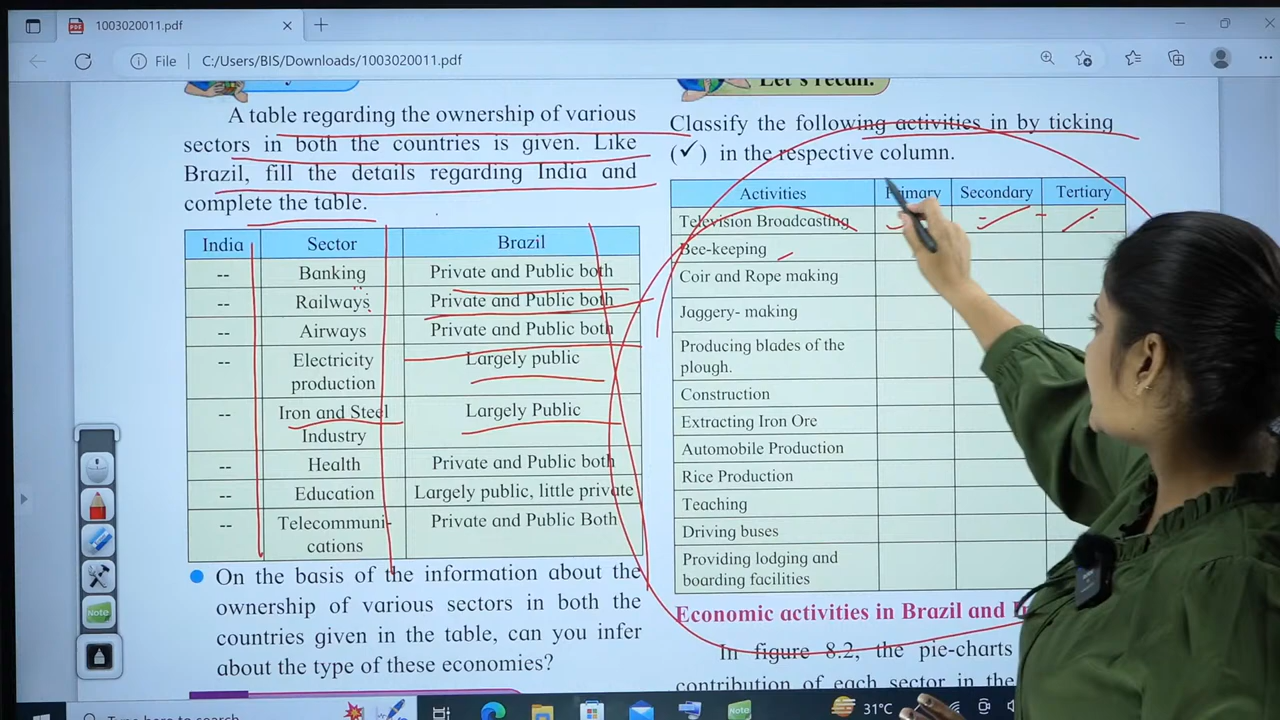 1003020011.pdf
File
C:/Users/BIS/Downloads/1003020011.pdf
A table regarding the ownership of various
sectors in both the countries is given. Like
Brazil, fill the details regarding India and
complete the table.
India Sector Brazil
-- Banking Private and Public both
-- Railways Private and Public both
-- Airways Private and Public both
-- Electricity production Largely public
-- Iron and Steel Industry Largely Public
-- Health Private and Public both
-- Education Largely public, little private
-- Telecommuni-cations Private and Public Both
On the basis of the information about the
ownership of various sectors in both the
countries given in the table, can you infer
about the type of these economies?
Let's recall.
Classify the following activities in by ticking
(✓) in the respective column.
Activities Primary Secondary Tertiary
Television Broadcasting
Bee-keeping
Coir and Rope making
Jaggery- making
Producing blades of the
plough.
Construction
Extracting Iron Ore
Automobile Production
Rice Production
Teaching
Driving buses
Providing lodging and
boarding facilities
Economic activities in Brazil and
In figure 8.2, the pie-charts
contribution of each sector in the
Note
Type here to search
Note
31°C